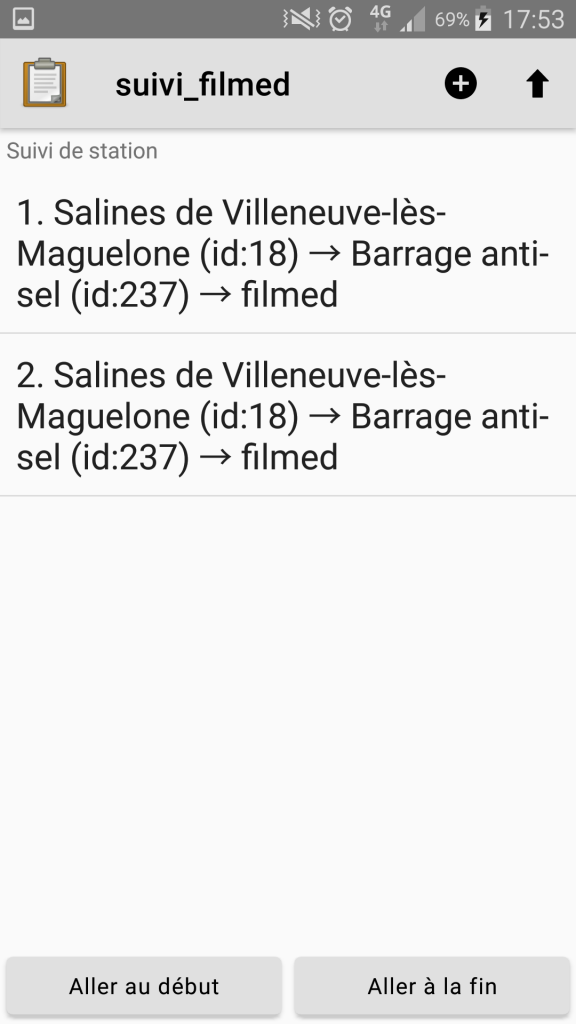 4G 69% 17:53
suivi_filmed
Suivi de station
1. Salines de Villeneuve-lès-
Maguelone (id:18) → Barrage anti-
sel (id:237) → filmed
2. Salines de Villeneuve-lès-
Maguelone (id:18) → Barrage anti-
sel (id:237) → filmed
Aller au début
Aller à la fin